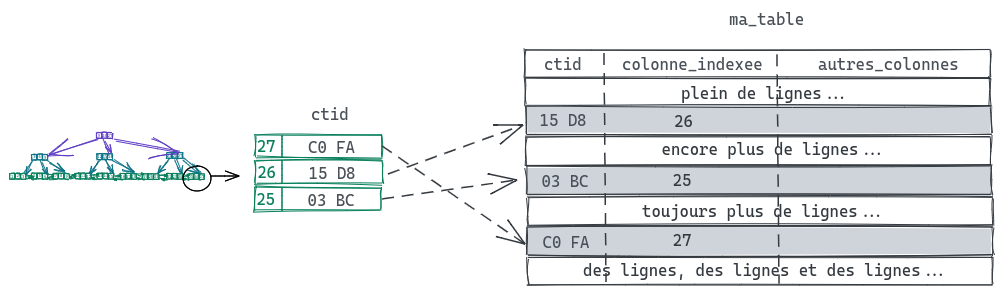 ma_table
ctid colonne_indexee autres_colonnes
plein de lignes...
15 D8 26
encore plus de lignes...
03 BC 25
toujours plus de lignes...
C0 FA 27
des lignes, des lignes et des lignes...
ctid
27 C0 FA
26 15 D8
25 03 BC